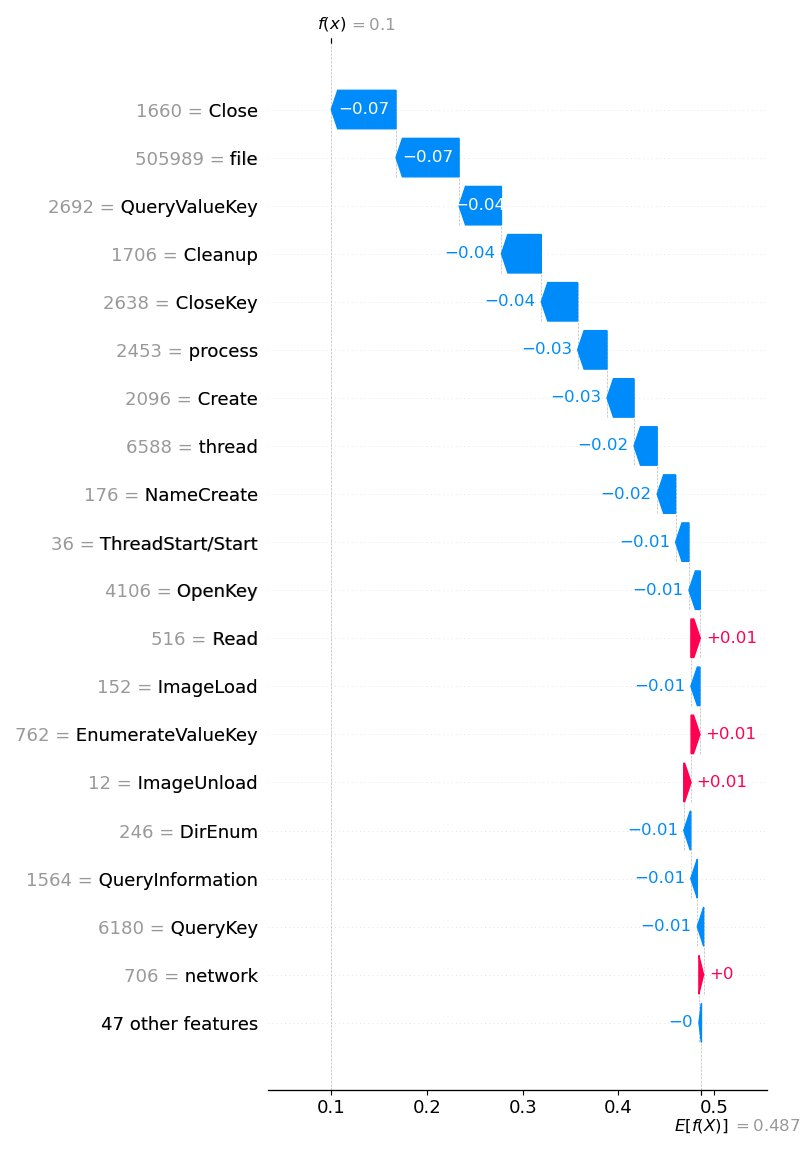 f(x) = 0.1
1660 = Close −0.07
505989 = file −0.07
2692 = QueryValueKey −0.04
1706 = Cleanup −0.04
2638 = CloseKey −0.04
2453 = process −0.03
2096 = Create −0.03
6588 = thread −0.02
176 = NameCreate −0.02
36 = ThreadStart/Start −0.01
4106 = OpenKey −0.01
516 = Read +0.01
152 = ImageLoad −0.01
762 = EnumerateValueKey +0.01
12 = ImageUnload +0.01
246 = DirEnum −0.01
1564 = QueryInformation −0.01
6180 = QueryKey −0.01
706 = network +0
47 other features −0
0.1 0.2 0.3 0.4 0.5
E[f(X)] = 0.487